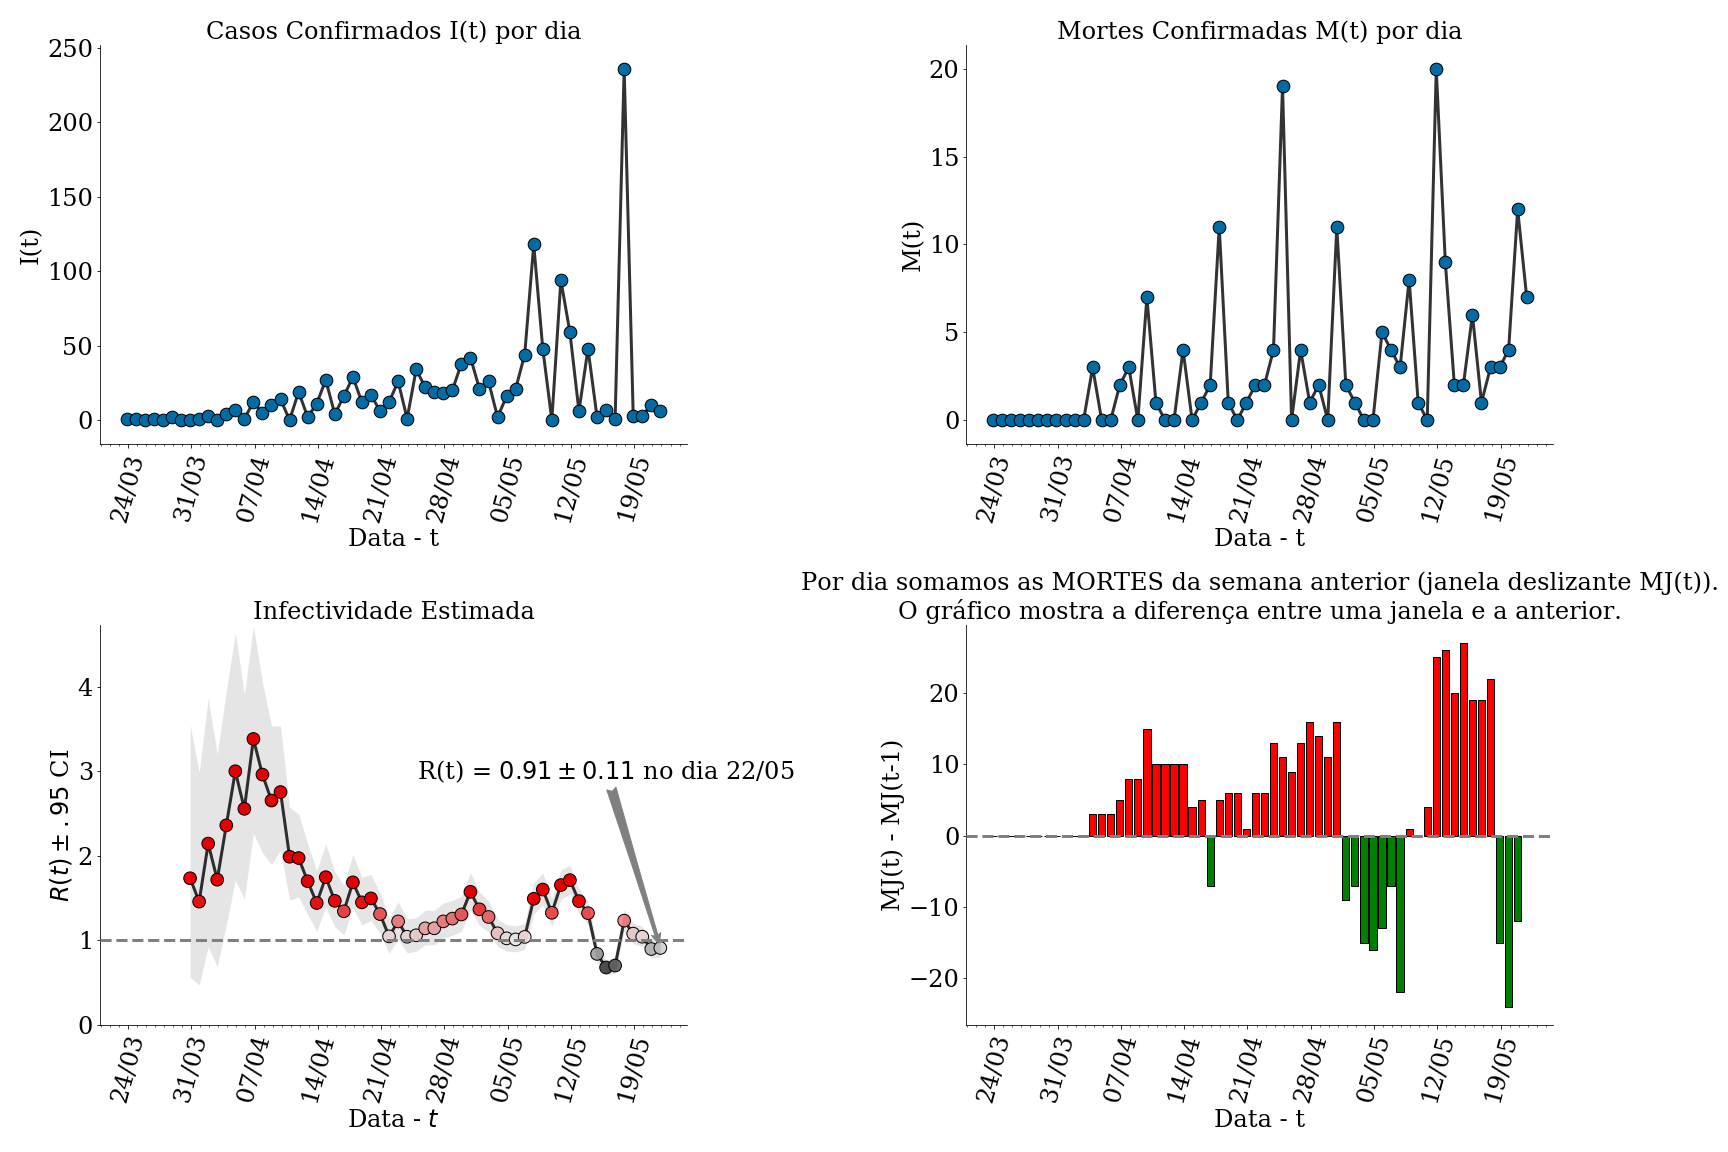 Casos Confirmados I(t) por dia
250
200
150
100
50
0
I(t)
24/03 31/03 07/04 14/04 21/04 28/04 05/05 12/05 19/05
Data - t
Mortes Confirmadas M(t) por dia
20
15
10
5
0
M(t)
24/03 31/03 07/04 14/04 21/04 28/04 05/05 12/05 19/05
Data - t
Infectividade Estimada
4
3
2
1
0
R(t) ± .95 CI
R(t) = 0.91 ± 0.11 no dia 22/05
24/03 31/03 07/04 14/04 21/04 28/04 05/05 12/05 19/05
Data - t
Por dia somamos as MORTES da semana anterior (janela deslizante MJ(t)).
O gráfico mostra a diferença entre uma janela e a anterior.
20
10
0
−10
−20
MJ(t) - MJ(t-1)
24/03 31/03 07/04 14/04 21/04 28/04 05/05 12/05 19/05
Data - t